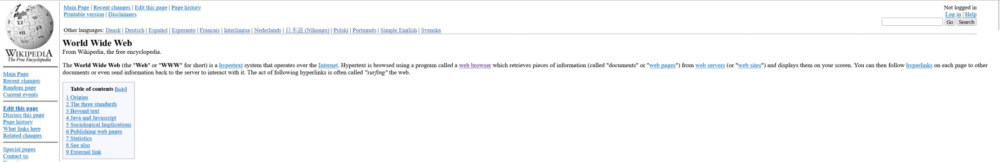 Main Page | Recent changes | Edit this page | Page history
Printable version | Disclaimers
Not logged in
Log in | Help
Go Search
Other languages: Dansk | Deutsch | Español | Esperanto | Français | Interlingua | Nederlands | 日本語 (Nihongo) | Polski | Português | Simple English | Svenska
WIKIPEDIA
The Free Encyclopedia
Main Page
Recent changes
Random page
Current events
Edit this page
Discuss this page
Page history
What links here
Related changes
Special pages
Contact us
World Wide Web
From Wikipedia, the free encyclopedia.
The World Wide Web (the "Web" or "WWW" for short) is a hypertext system that operates over the Internet. Hypertext is browsed using a program called a web browser which retrieves pieces of information (called "documents" or "web pages") from web servers (or "web sites") and displays them on your screen. You can then follow hyperlinks on each page to other
documents or even send information back to the server to interact with it. The act of following hyperlinks is often called "surfing" the web.
Table of contents [hide]
1 Origins
2 The three standards
3 Beyond text
4 Java and Javascript
5 Sociological Implications
6 Publishing web pages
7 Statistics
8 See also
9 External link